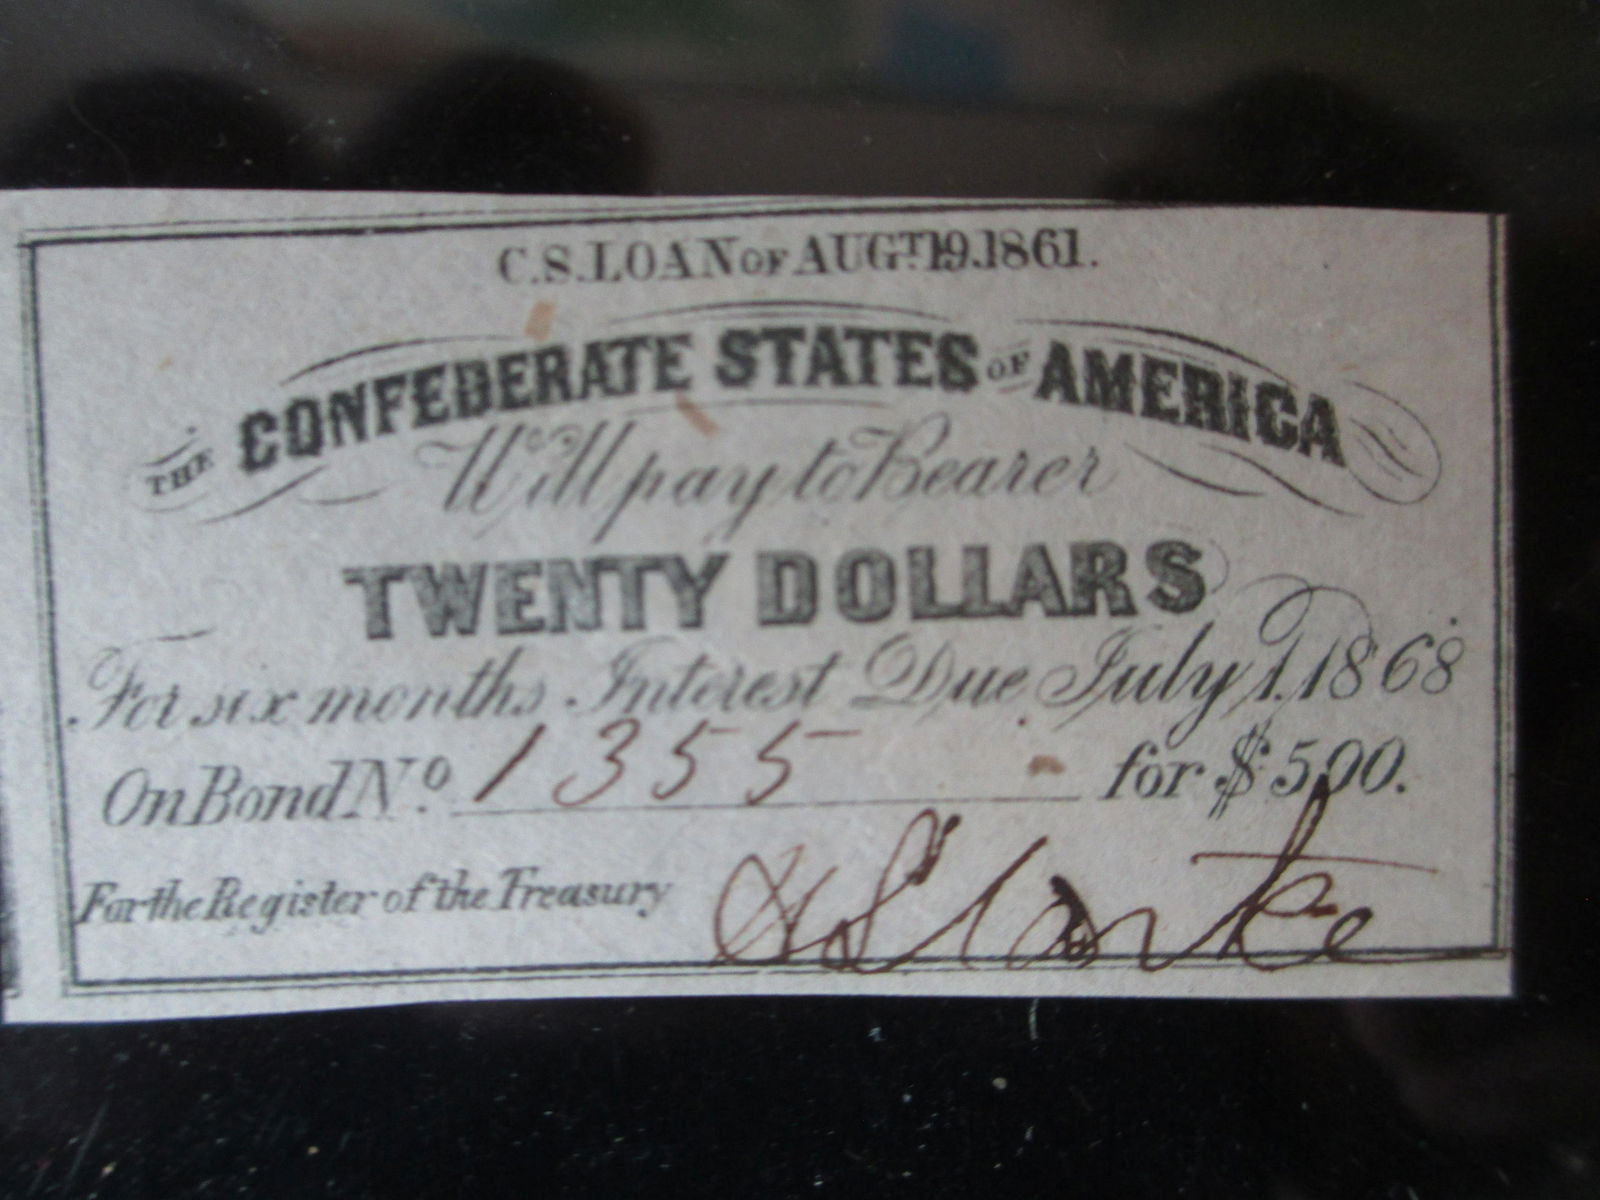 C.S.LOAN OF AUGT. 19.1861.
THE CONFEDERATE STATES OF AMERICA
Will pay to Bearer
TWENTY DOLLARS
For six months Interest Due July 1, 1868
On Bond No. 1355 for $500.
For the Register of the Treasury